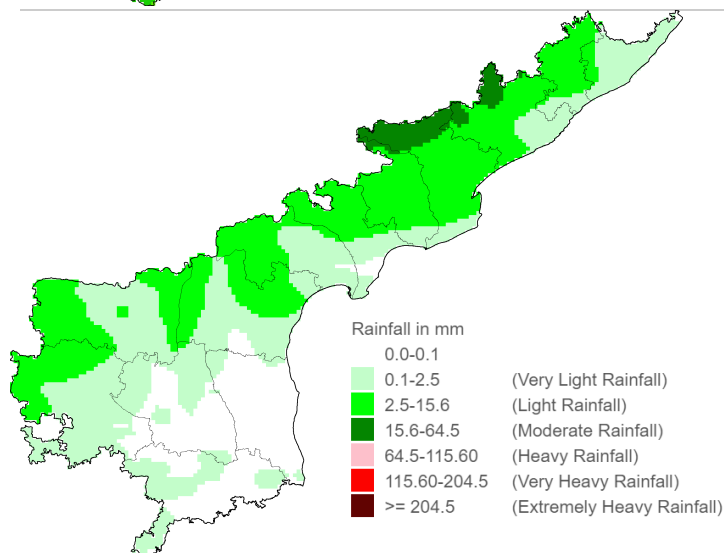 Rainfall in mm
0.0-0.1
0.1-2.5 (Very Light Rainfall)
2.5-15.6 (Light Rainfall)
15.6-64.5 (Moderate Rainfall)
64.5-115.60 (Heavy Rainfall)
115.60-204.5 (Very Heavy Rainfall)
>= 204.5 (Extremely Heavy Rainfall)